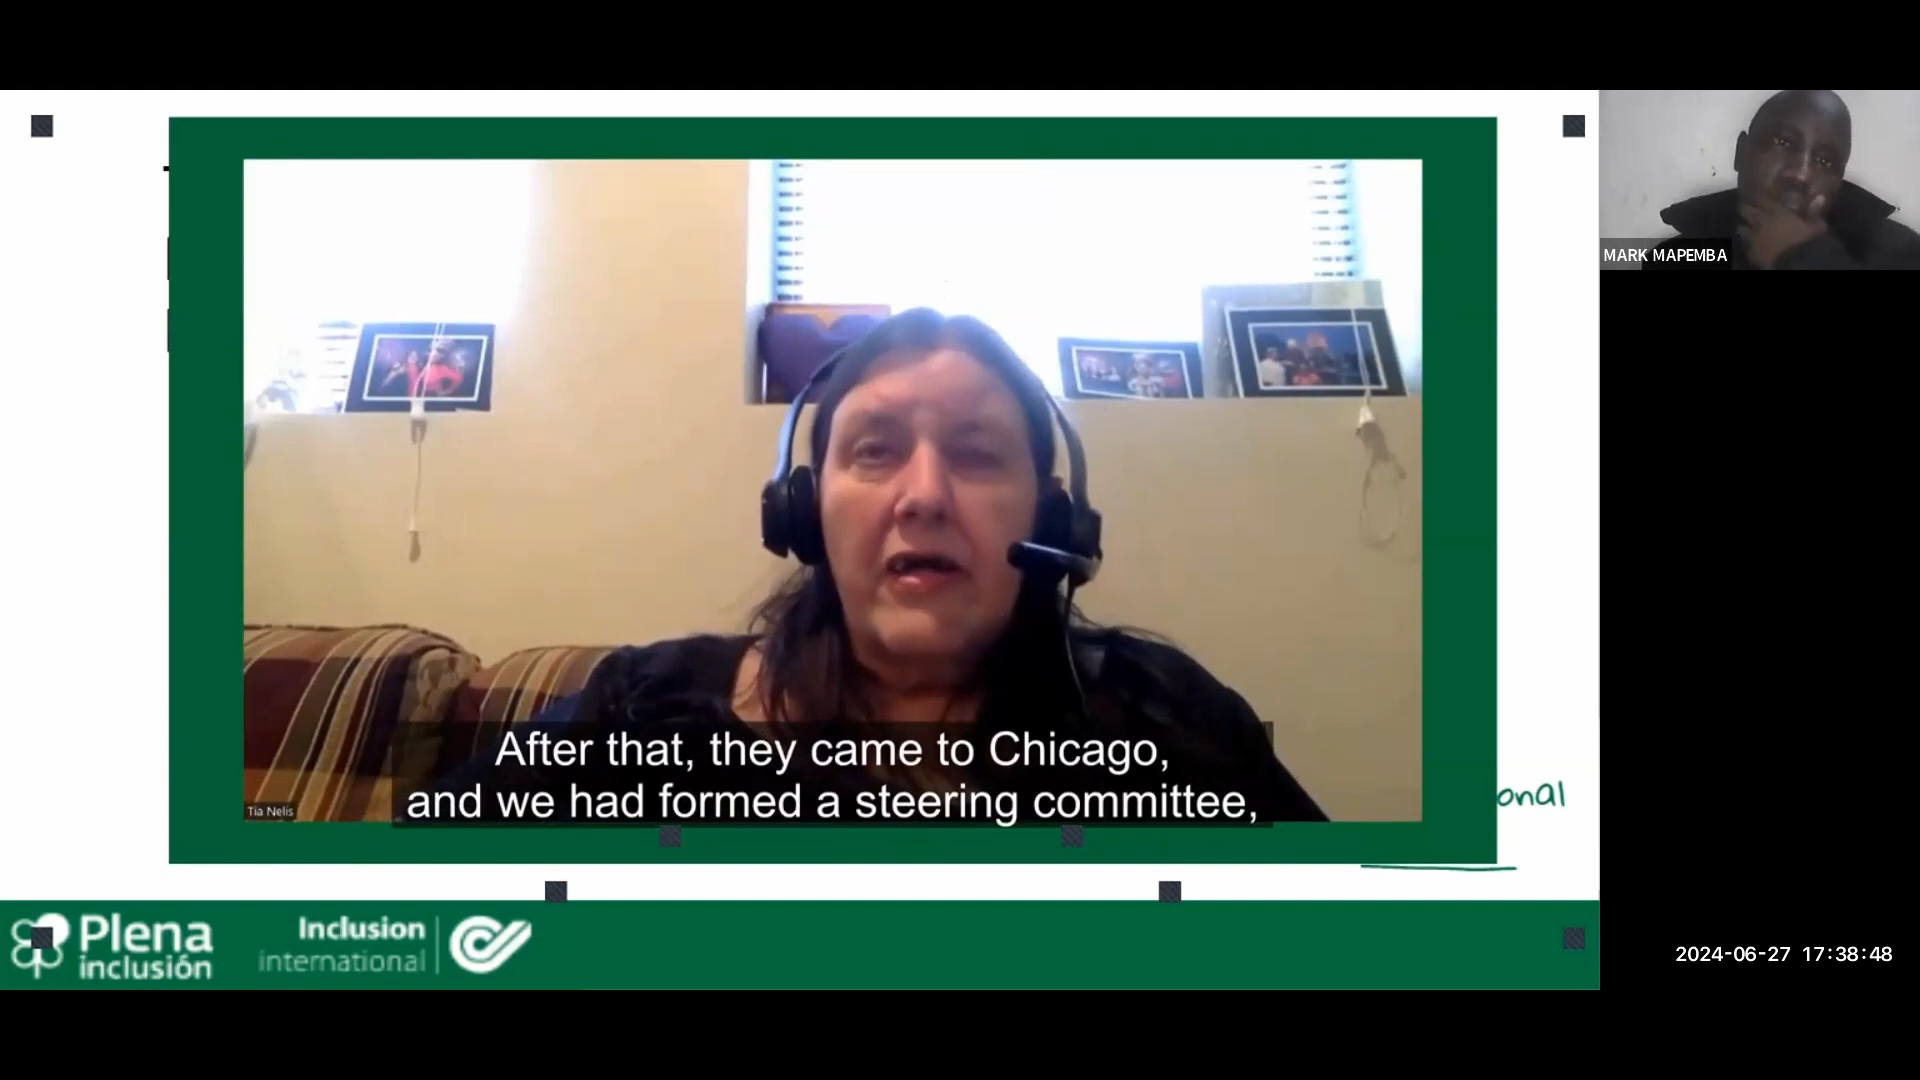 MARK MAPEMBA
After that, they came to Chicago,
and we had formed a steering committee,
Tia Nelis
onal
Plena
inclusión
Inclusion
international
2024-06-27 17:38:48